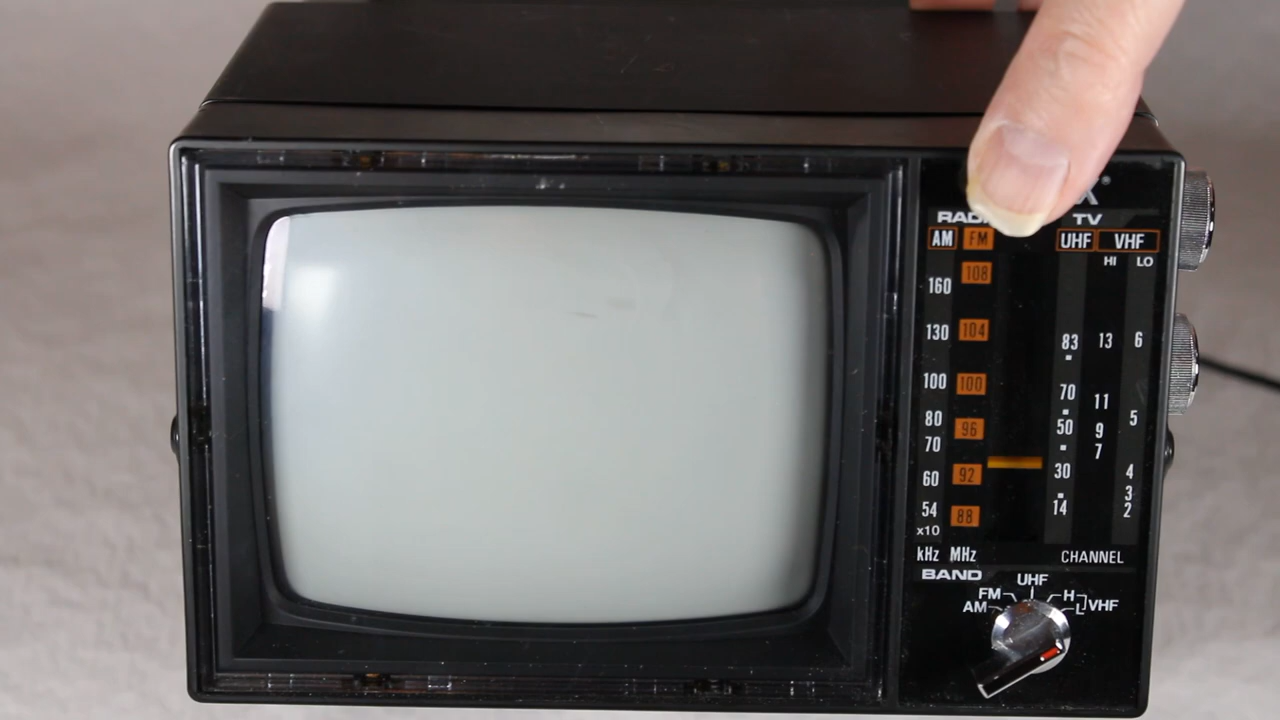 RADI TV
AM FM UHF VHF
HI LO
108
160
130 104 83 13 6
100 100 70 11
80 96 50 9 5
70 7
60 92 30 4
3
54 88 14 2
x10
kHz MHz CHANNEL
BAND
UHF
FM H
AM L VHF